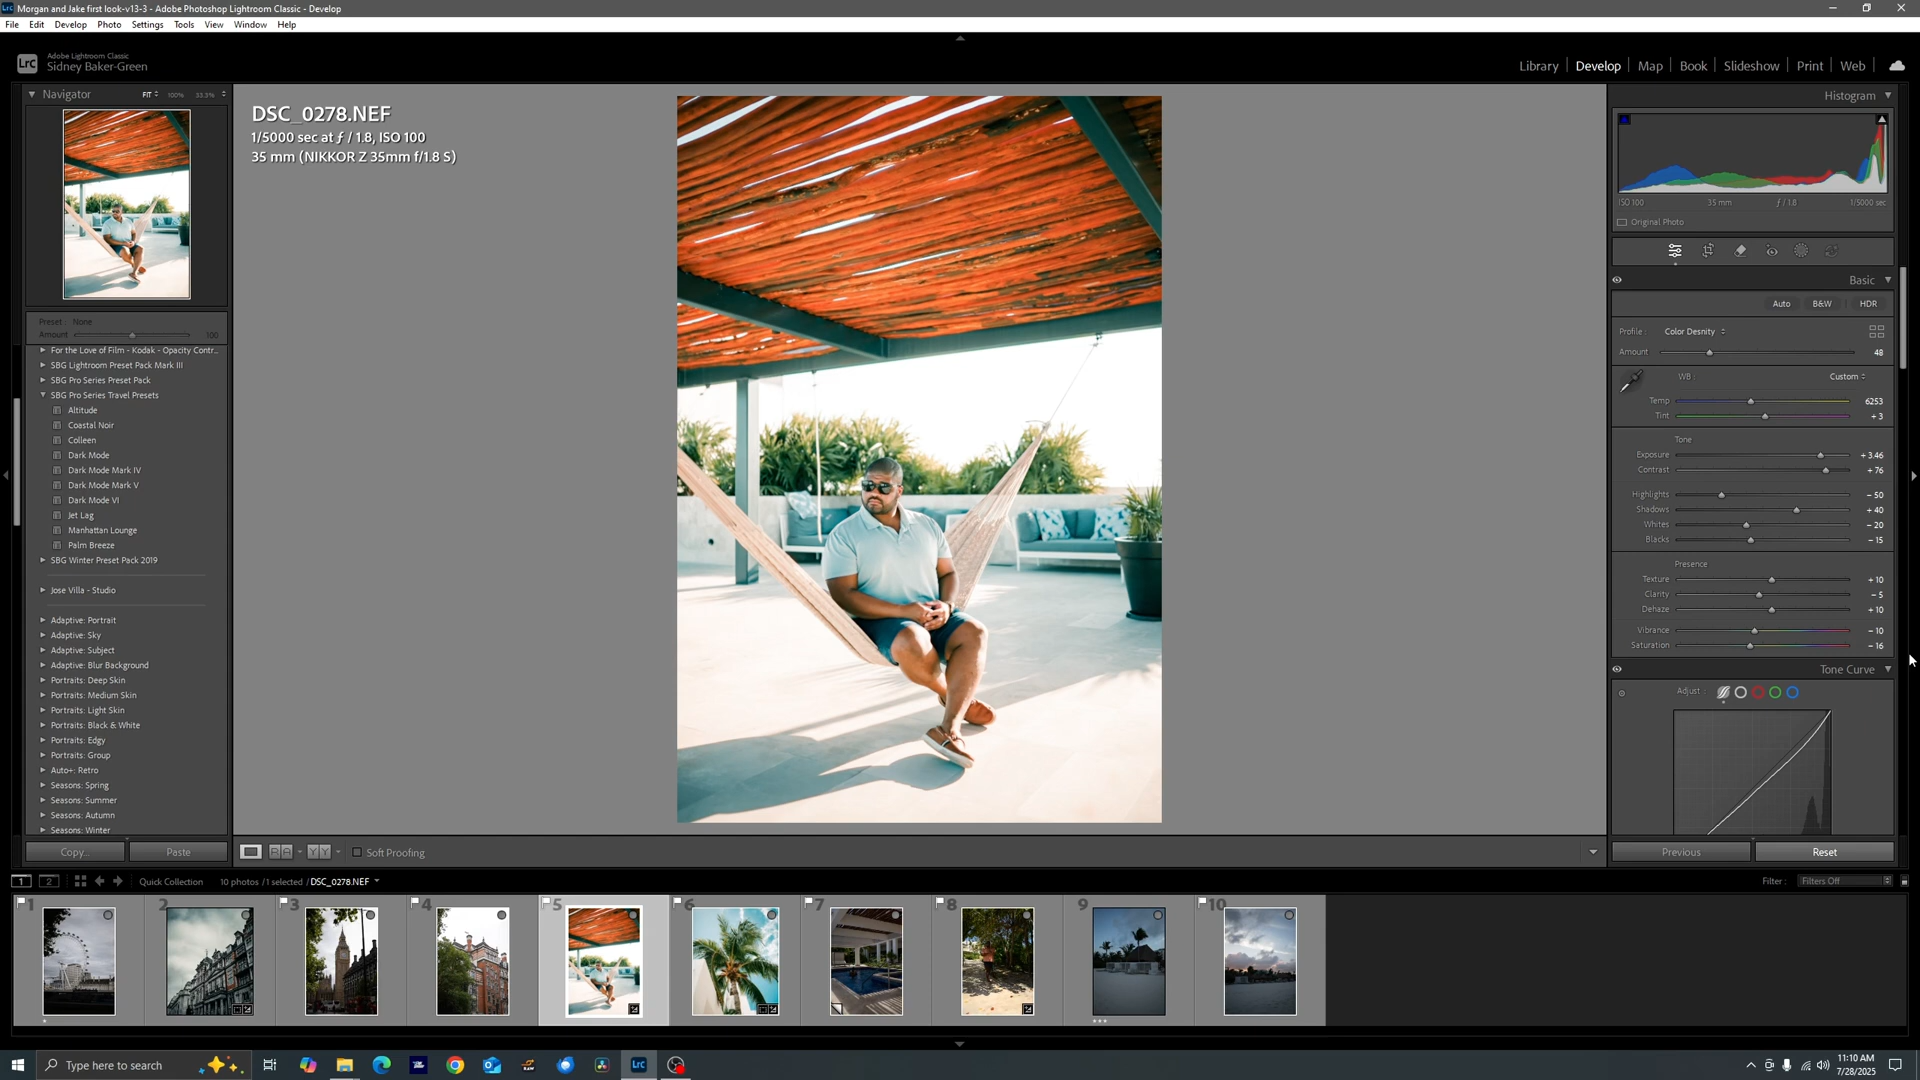 Lrc Morgan and Jake first look-v13-3 - Adobe Photoshop Lightroom Classic - Develop
File Edit Develop Photo Settings Tools View Window Help
Lrc
Adobe Lightroom Classic
Sidney Baker-Green
Library Develop Map Book Slideshow Print Web
Navigator FIT 100% 33.3%
Preset : None
Amount 100
For the Love of Film - Kodak - Opacity Contr...
SBG Lightroom Preset Pack Mark III
SBG Pro Series Preset Pack
SBG Pro Series Travel Presets
Altitude
Coastal Noir
Colleen
Dark Mode
Dark Mode Mark IV
Dark Mode Mark V
Dark Mode VI
Jet Lag
Manhattan Lounge
Palm Breeze
SBG Winter Preset Pack 2019
Jose Villa - Studio
Adaptive: Portrait
Adaptive: Sky
Adaptive: Subject
Adaptive: Blur Background
Portraits: Deep Skin
Portraits: Medium Skin
Portraits: Light Skin
Portraits: Black & White
Portraits: Edgy
Portraits: Group
Auto+: Retro
Seasons: Spring
Seasons: Summer
Seasons: Autumn
Seasons: Winter
Copy... Paste
DSC_0278.NEF
1/5000 sec at ƒ / 1.8, ISO 100
35 mm (NIKKOR Z 35mm f/1.8 S)
Soft Proofing
Histogram
ISO 100 35 mm ƒ / 1.8 1/5000 sec
Original Photo
Basic
Auto B&W HDR
Profile : Color Desnity
Amount 48
WB : Custom
Temp 6253
Tint + 3
Tone
Exposure + 3.46
Contrast + 76
Highlights – 50
Shadows + 40
Whites – 20
Blacks – 15
Presence
Texture + 10
Clarity – 5
Dehaze + 10
Vibrance – 10
Saturation – 16
Tone Curve
Adjust :
Previous Reset
1 2 Quick Collection 10 photos / 1 selected / DSC_0278.NEF Filter : Filters Off
1 2 3 4 5 6 7 8 9 10
Type here to search
Lrc
11:10 AM
7/28/2025